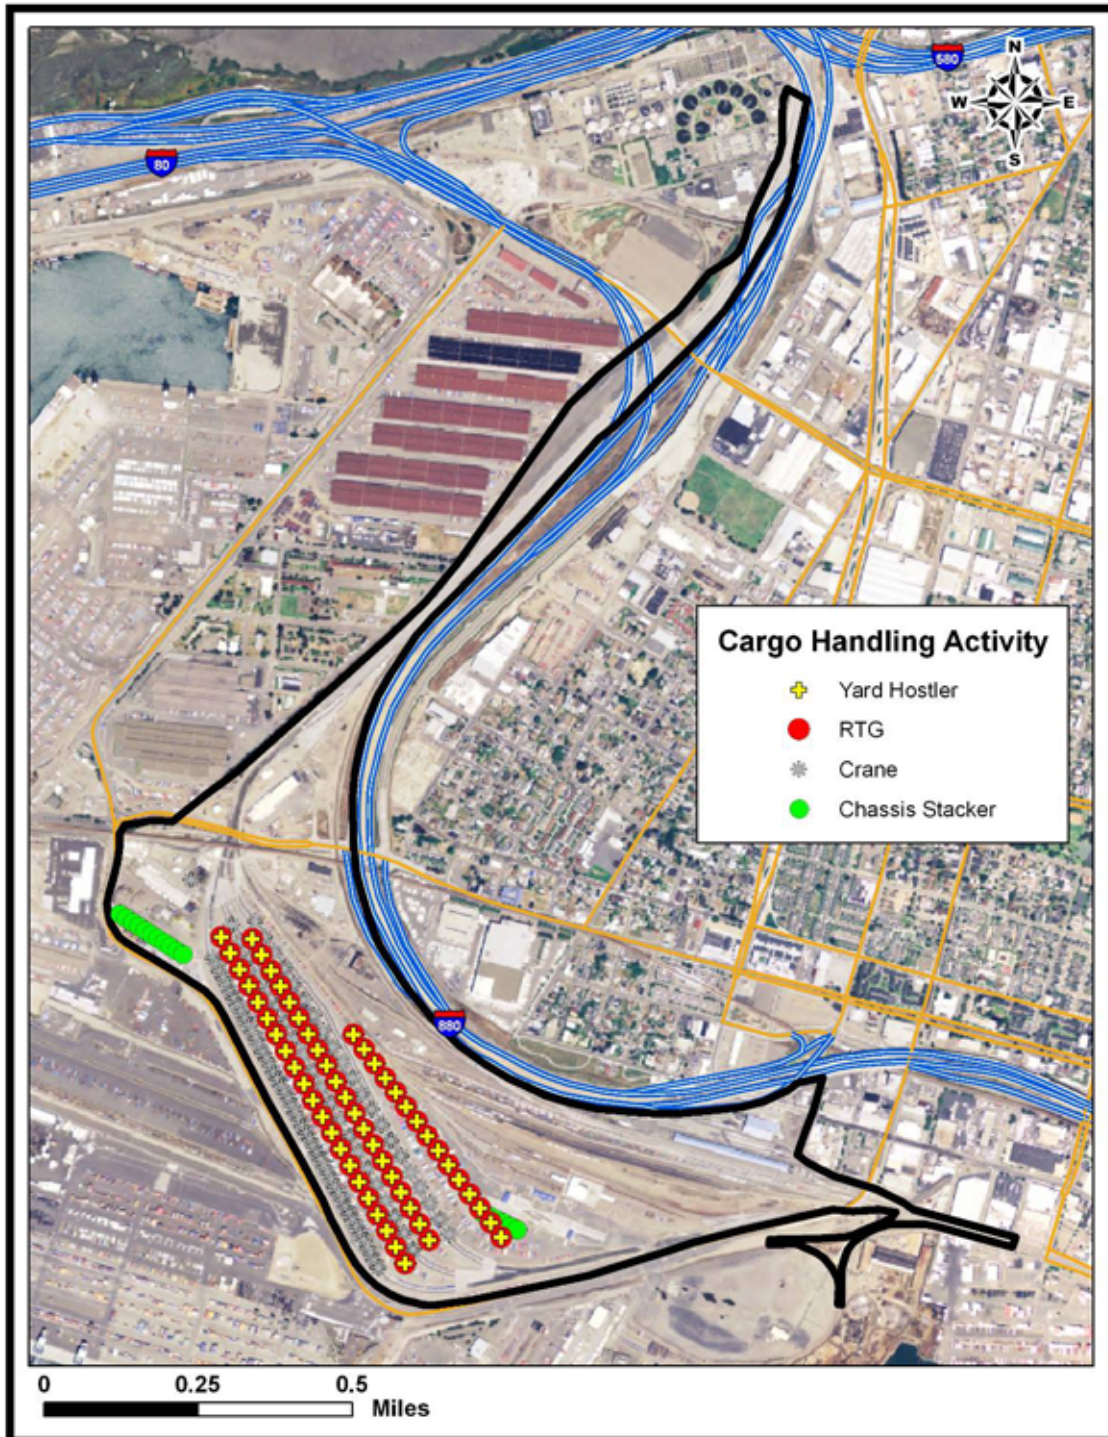 580
N
W E
S
80
Cargo Handling Activity
Yard Hostler
RTG
Crane
Chassis Stacker
880
0 0.25 0.5
Miles